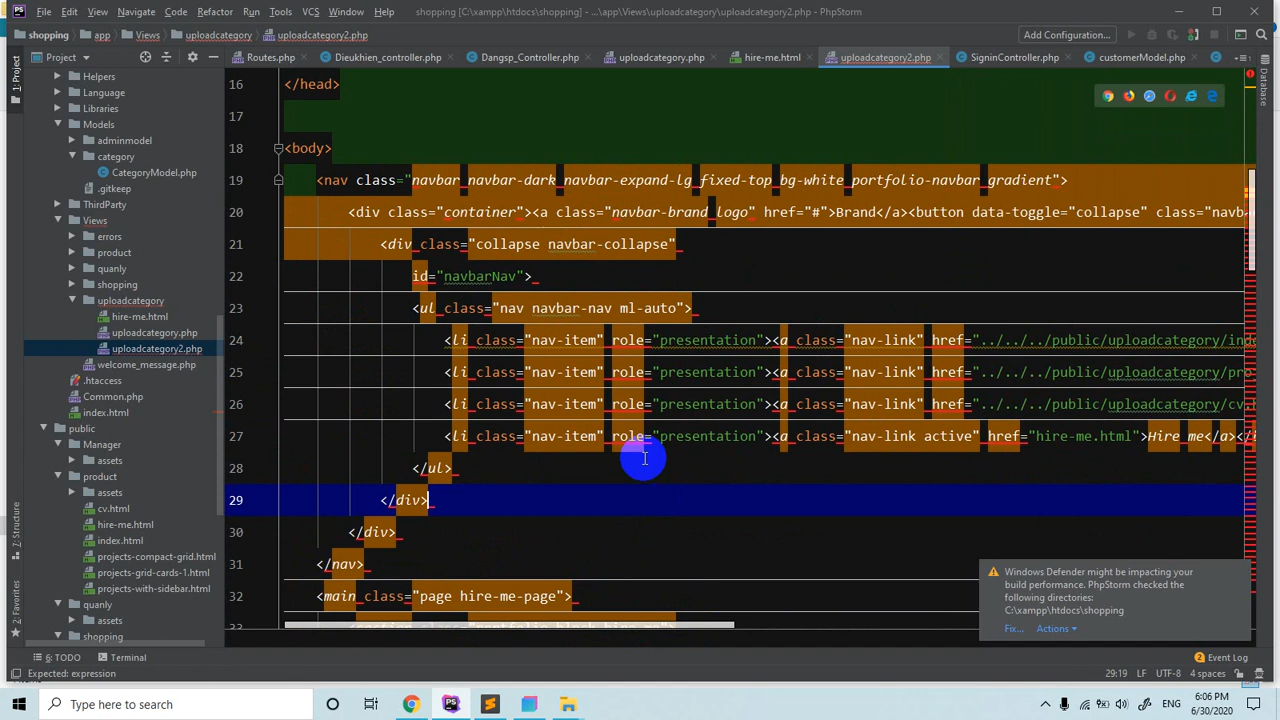 File Edit View Navigate Code Refactor Run Tools VCS Window Help shopping [C:\xampp\htdocs\shopping] - ...\app\Views\uploadcategory\uploadcategory2.php - PhpStorm
shopping app Views uploadcategory uploadcategory2.php Add Configuration...
Project Routes.php Dieukhien_controller.php Dangsp_Controller.php uploadcategory.php hire-me.html uploadcategory2.php SigninController.php customerModel.php
1: Project
Database
7: Structure
2: Favorites
Helpers
Language
Libraries
Models
adminmodel
category
CategoryModel.php
.gitkeep
ThirdParty
Views
errors
product
quanly
shopping
uploadcategory
hire-me.html
uploadcategory.php
uploadcategory2.php
welcome_message.php
.htaccess
Common.php
index.html
public
Manager
assets
product
assets
cv.html
hire-me.html
index.html
projects-compact-grid.html
projects-grid-cards-1.html
projects-with-sidebar.html
quanly
assets
shopping
16 </head>
17
18 <body>
19 <nav class="navbar navbar-dark navbar-expand-lg fixed-top bg-white portfolio-navbar gradient">
20 <div class="container"><a class="navbar-brand logo" href="#">Brand</a><button data-toggle="collapse" class="navb
21 <div class="collapse navbar-collapse"
22 id="navbarNav">
23 <ul class="nav navbar-nav ml-auto">
24 <li class="nav-item" role="presentation"><a class="nav-link" href="../../../public/uploadcategory/ind
25 <li class="nav-item" role="presentation"><a class="nav-link" href="../../../public/uploadcategory/pro
26 <li class="nav-item" role="presentation"><a class="nav-link" href="../../../public/uploadcategory/cv.
27 <li class="nav-item" role="presentation"><a class="nav-link active" href="hire-me.html">Hire me</a></
28 </ul>
29 </div>
30 </div>
31 </nav>
32 <main class="page hire-me-page">
33
Windows Defender might be impacting your
build performance. PhpStorm checked the
following directories:
C:\xampp\htdocs\shopping
Fix... Actions
6: TODO Terminal 2 Event Log
Expected: expression 29:19 LF UTF-8 4 spaces
Type here to search ENG 6:06 PM
6/30/2020